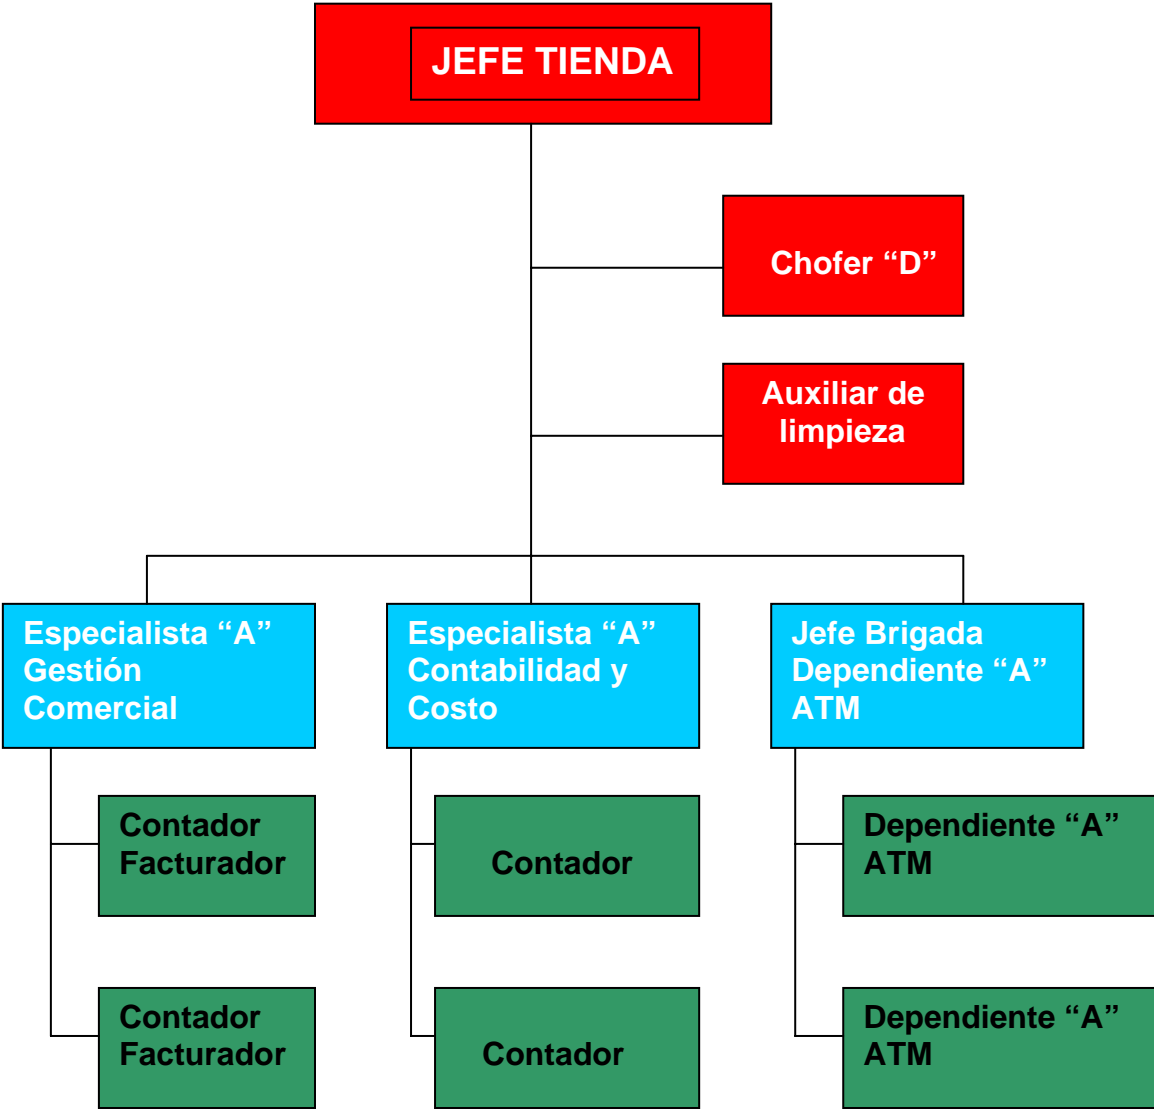 JEFE TIENDA
Chofer “D”
Auxiliar de
limpieza
Especialista “A”
Gestión
Comercial
Especialista “A”
Contabilidad y
Costo
Jefe Brigada
Dependiente “A”
ATM
Contador
Facturador
Contador
Dependiente “A”
ATM
Contador
Facturador
Contador
Dependiente “A”
ATM